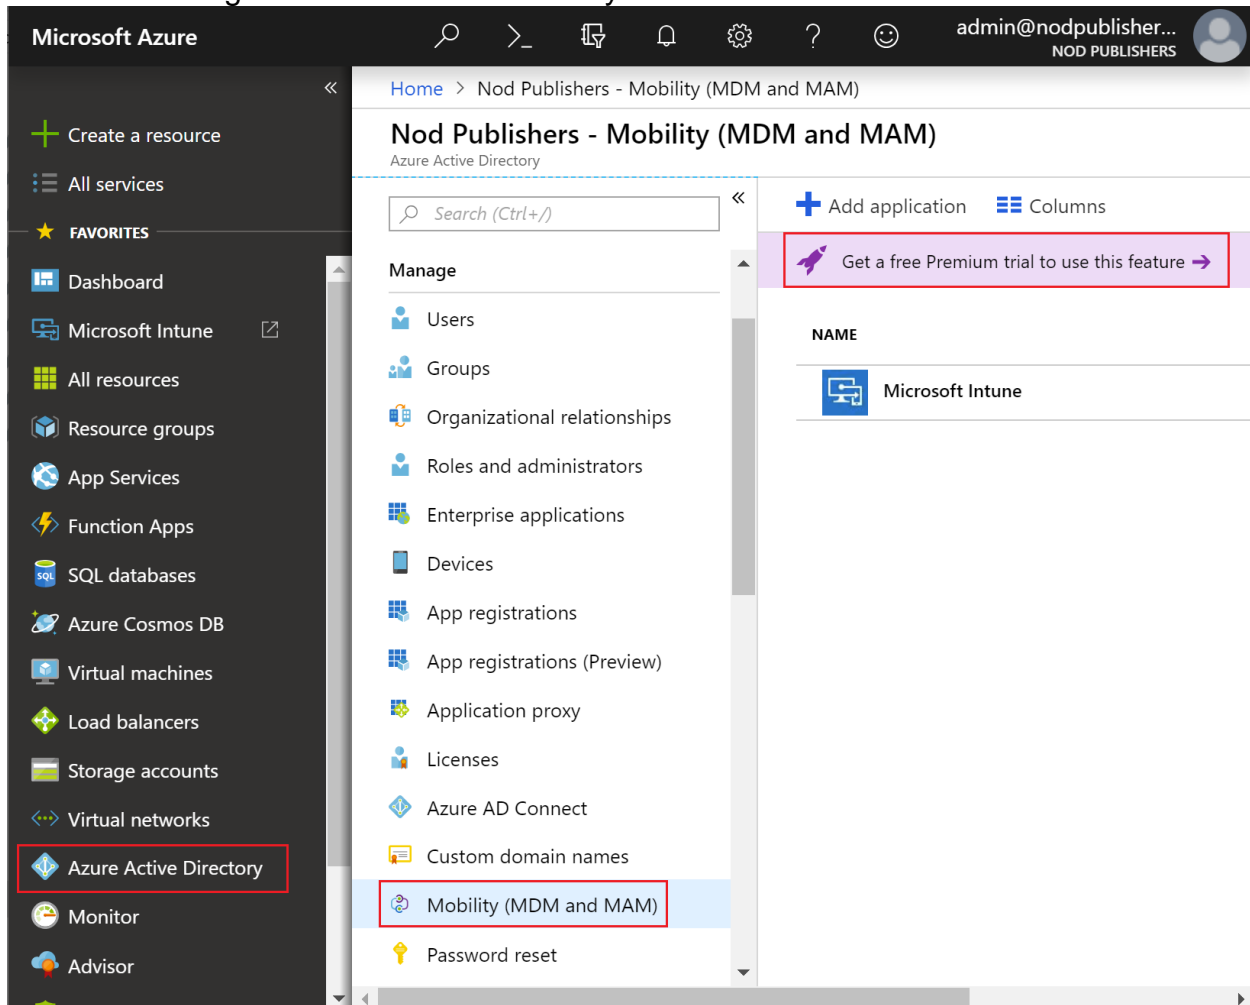 Microsoft Azure
admin@nodpublisher...
NOD PUBLISHERS
Create a resource
All services
FAVORITES
Dashboard
Microsoft Intune
All resources
Resource groups
App Services
Function Apps
SQL
SQL databases
Azure Cosmos DB
Virtual machines
Load balancers
Storage accounts
Virtual networks
Azure Active Directory
Monitor
Advisor
Home > Nod Publishers - Mobility (MDM and MAM)
Nod Publishers - Mobility (MDM and MAM)
Azure Active Directory
Search (Ctrl+/)
Manage
Users
Groups
Organizational relationships
Roles and administrators
Enterprise applications
Devices
App registrations
App registrations (Preview)
Application proxy
Licenses
Azure AD Connect
Custom domain names
Mobility (MDM and MAM)
Password reset
Add application
Columns
Get a free Premium trial to use this feature
NAME
Microsoft Intune